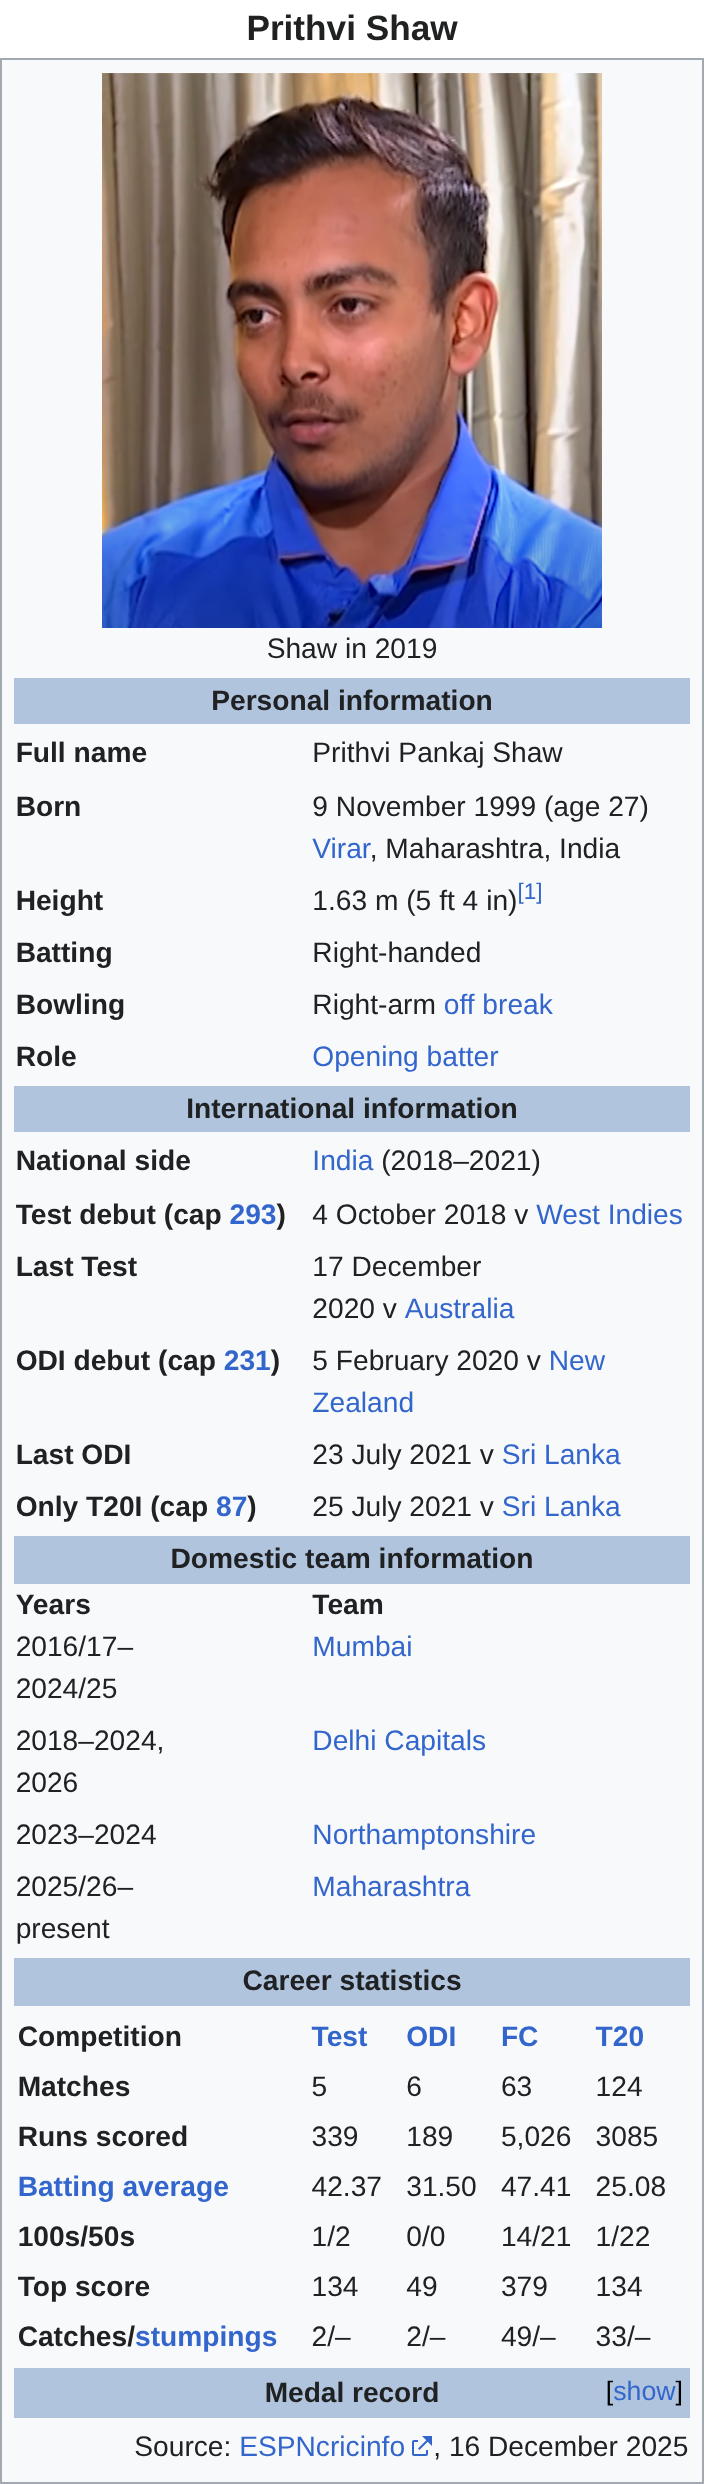 Prithvi Shaw
Shaw in 2019
Personal information
Full name Prithvi Pankaj Shaw
Born 9 November 1999 (age 27)
Virar, Maharashtra, India
Height 1.63 m (5 ft 4 in)[1]
Batting Right-handed
Bowling Right-arm off break
Role Opening batter
International information
National side India (2018–2021)
Test debut (cap 293) 4 October 2018 v West Indies
Last Test 17 December
2020 v Australia
ODI debut (cap 231) 5 February 2020 v New
Zealand
Last ODI 23 July 2021 v Sri Lanka
Only T20I (cap 87) 25 July 2021 v Sri Lanka
Domestic team information
Years Team
2016/17– Mumbai
2024/25
2018–2024, Delhi Capitals
2026
2023–2024 Northamptonshire
2025/26– Maharashtra
present
Career statistics
Competition Test ODI FC T20
Matches 5 6 63 124
Runs scored 339 189 5,026 3085
Batting average 42.37 31.50 47.41 25.08
100s/50s 1/2 0/0 14/21 1/22
Top score 134 49 379 134
Catches/stumpings 2/– 2/– 49/– 33/–
Medal record [show]
Source: ESPNcricinfo, 16 December 2025